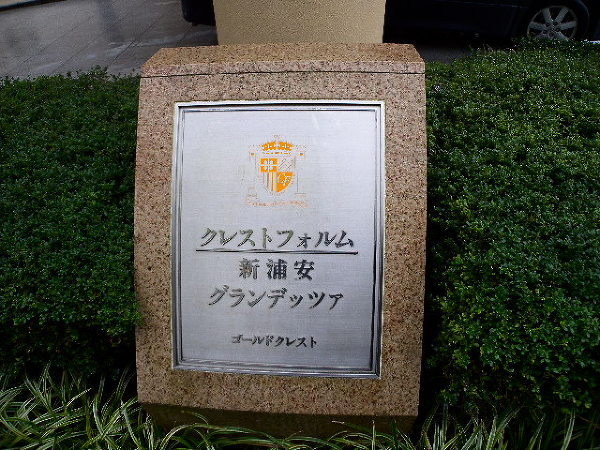 クレストフォルム
新浦安
グランデッツァ
ゴールドクレスト